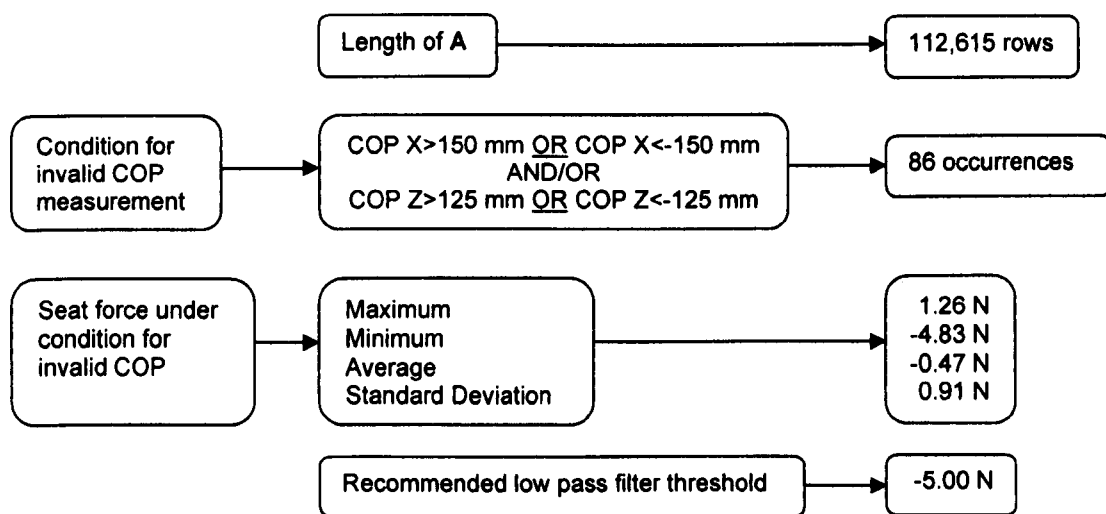 Length of A
112,615 rows
Condition for
invalid COP
measurement
COP X>150 mm OR COP X<-150 mm
AND/OR
COP Z>125 mm OR COP Z<-125 mm
86 occurrences
Seat force under
condition for
invalid COP
Maximum
Minimum
Average
Standard Deviation
1.26 N
-4.83 N
-0.47 N
0.91 N
Recommended low pass filter threshold
-5.00 N